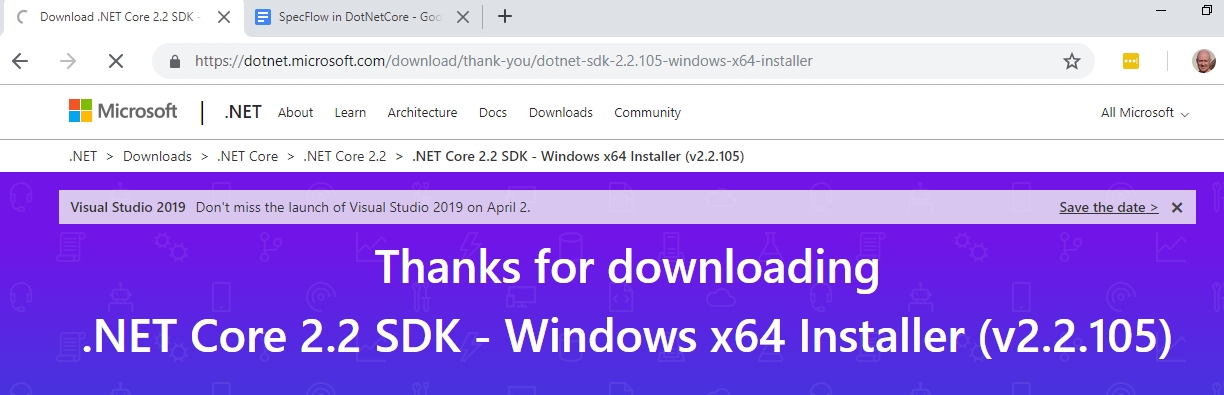 Download .NET Core 2.2 SDK -
SpecFlow in DotNetCore - Goo
https://dotnet.microsoft.com/download/thank-you/dotnet-sdk-2.2.105-windows-x64-installer
Microsoft | .NET About Learn Architecture Docs Downloads Community All Microsoft
.NET > Downloads > .NET Core > .NET Core 2.2 > .NET Core 2.2 SDK - Windows x64 Installer (v2.2.105)
Visual Studio 2019 Don't miss the launch of Visual Studio 2019 on April 2. Save the date >
Thanks for downloading
.NET Core 2.2 SDK - Windows x64 Installer (v2.2.105)